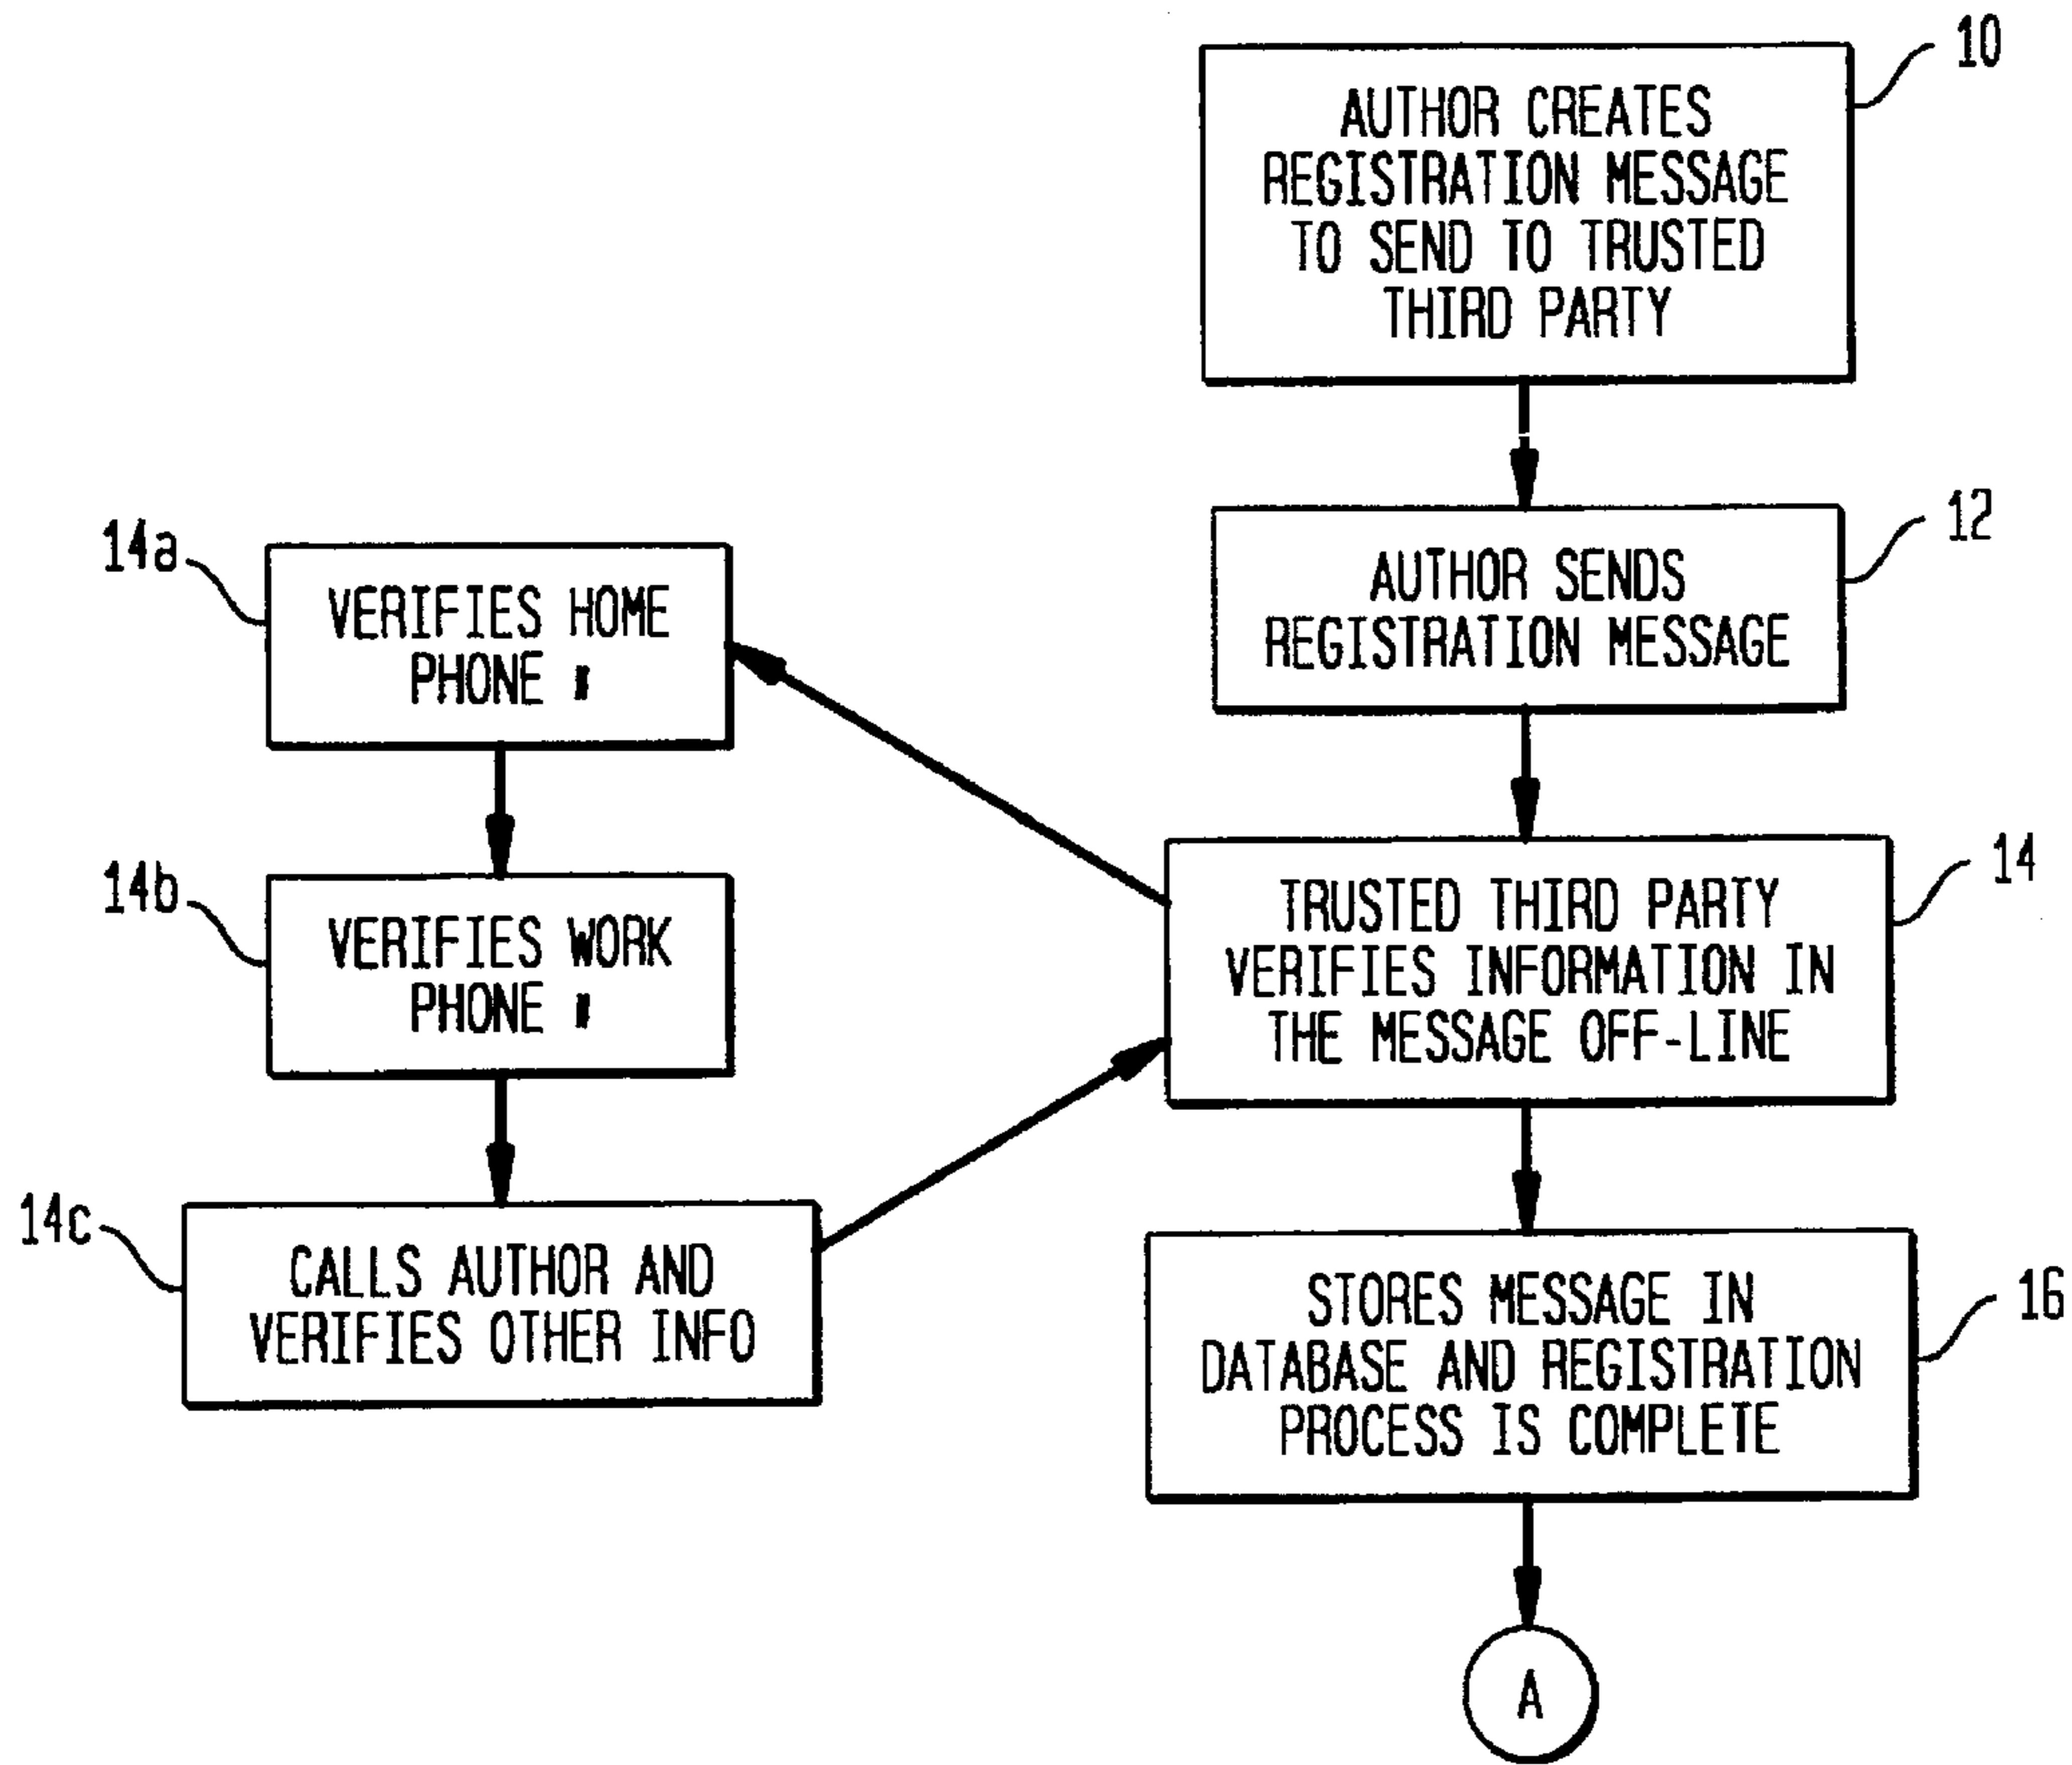 10
AUTHOR CREATES
REGISTRATION MESSAGE
TO SEND TO TRUSTED
THIRD PARTY
12
AUTHOR SENDS
REGISTRATION MESSAGE
14a
VERIFIES HOME
PHONE #
14b
VERIFIES WORK
PHONE #
14c
CALLS AUTHOR AND
VERIFIES OTHER INFO
14
TRUSTED THIRD PARTY
VERIFIES INFORMATION IN
THE MESSAGE OFF-LINE
16
STORES MESSAGE IN
DATABASE AND REGISTRATION
PROCESS IS COMPLETE
A